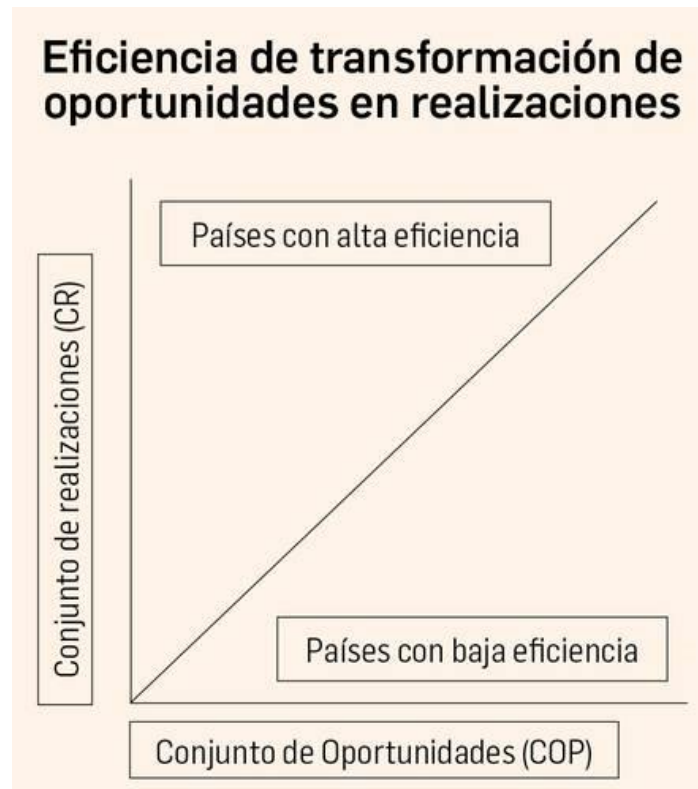 Eficiencia de transformación de
oportunidades en realizaciones
Países con alta eficiencia
Conjunto de realizaciones (CR)
Países con baja eficiencia
Conjunto de Oportunidades (COP)